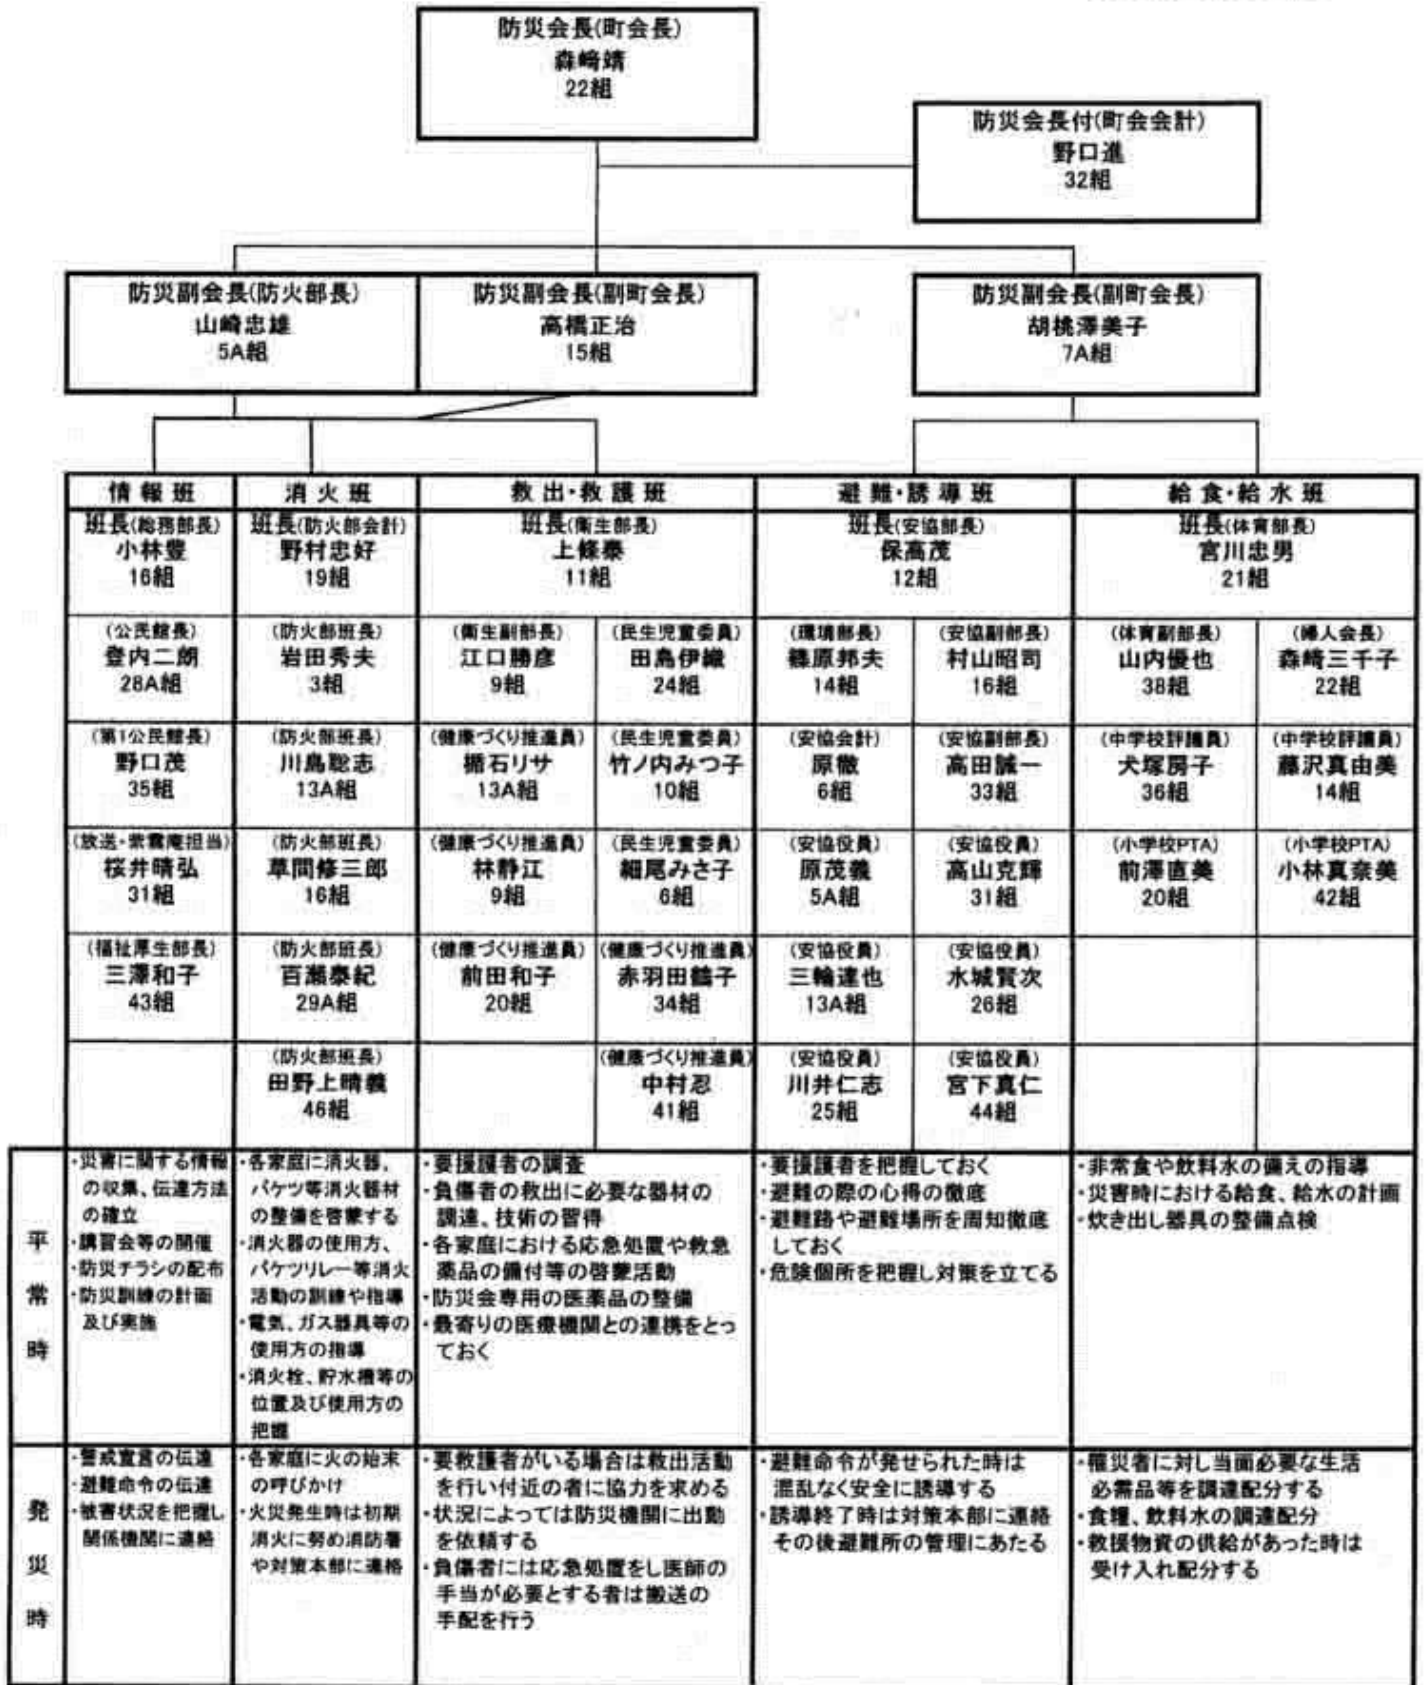 防災会長(町会長)
森﨑靖
22組
防災会長付(町会会計)
野口進
32組
防災副会長(防火部長)
山崎忠雄
5A組
防災副会長(副町会長)
高橋正治
15組
防災副会長(副町会長)
胡桃澤美子
7A組
情報班
消火班
救出・救護班
避難・誘導班
給食・給水班
班長(総務部長)
小林豊
16組
班長(防火部会計)
野村忠好
19組
班長(衛生部長)
上條泰
11組
班長(安協部長)
保高茂
12組
班長(体育部長)
宮川忠男
21組
(公民館長)
登内二朗
28A組
(防火部班長)
岩田秀夫
3組
(衛生副部長)
江口勝彦
9組
(民生児童委員)
田島伊織
24組
(環境部長)
篠原邦夫
14組
(安協副部長)
村山昭司
16組
(体育副部長)
山内優也
38組
(婦人会長)
森﨑三千子
22組
(第1公民館長)
野口茂
35組
(防火部班長)
川島聡志
13A組
(健康づくり推進員)
楯石リサ
13A組
(民生児童委員)
竹ノ内みつ子
10組
(安協会計)
原徹
6組
(安協副部長)
高田誠一
33組
(中学校評議員)
犬塚房子
36組
(中学校評議員)
藤沢真由美
14組
(放送・紫雲庵担当)
桜井晴弘
31組
(防火部班長)
草間修三郎
16組
(健康づくり推進員)
林静江
9組
(民生児童委員)
細尾みさ子
6組
(安協役員)
原茂義
5A組
(安協役員)
高山克輝
31組
(小学校PTA)
前澤直美
20組
(小学校PTA)
小林真奈美
42組
(福祉厚生部長)
三澤和子
43組
(防火部班長)
百瀬泰紀
29A組
(健康づくり推進員)
前田和子
20組
(健康づくり推進員)
赤羽田鶴子
34組
(安協役員)
三輪達也
13A組
(安協役員)
水城賢次
26組
(防火部班長)
田野上晴義
46組
(健康づくり推進員)
中村忍
41組
(安協役員)
川井仁志
25組
(安協役員)
宮下真仁
44組
平常時
・災害に関する情報
の収集、伝達方法
の確立
・講習会等の開催
・防災チラシの配布
・防災訓練の計画
及び実施
・各家庭に消火器、
バケツ等消火器材
の整備を啓蒙する
・消火器の使用方、
バケツリレー等消火
活動の訓練や指導
・電気、ガス器具等の
使用方の指導
・消火栓、貯水槽等の
位置及び使用方の
把握
・要援護者の調査
・負傷者の救出に必要な器材の
調達、技術の習得
・各家庭における応急処置や救急
薬品の備付等の啓蒙活動
・防災会専用の医薬品の整備
・最寄りの医療機関との連携をとっ
ておく
・要援護者を把握しておく
・避難の際の心得の徹底
・避難路や避難場所を周知徹底
しておく
・危険個所を把握し対策を立てる
・非常食や飲料水の備えの指導
・災害時における給食、給水の計画
・炊き出し器具の整備点検
発災時
・警戒宣言の伝達
・避難命令の伝達
・被害状況を把握し
関係機関に連絡
・各家庭に火の始末
の呼びかけ
・火災発生時は初期
消火に努め消防署
や対策本部に連絡
・要救護者がいる場合は救出活動
を行い付近の者に協力を求める
・状況によっては防災機関に出動
を依頼する
・負傷者には応急処置をし医師の
手当が必要とする者は搬送の
手配を行う
・避難命令が発せられた時は
混乱なく安全に誘導する
・誘導終了時は対策本部に連絡
その後避難所の管理にあたる
・罹災者に対し当面必要な生活
必需品等を調達配分する
・食糧、飲料水の調達配分
・救援物資の供給があった時は
受け入れ配分する